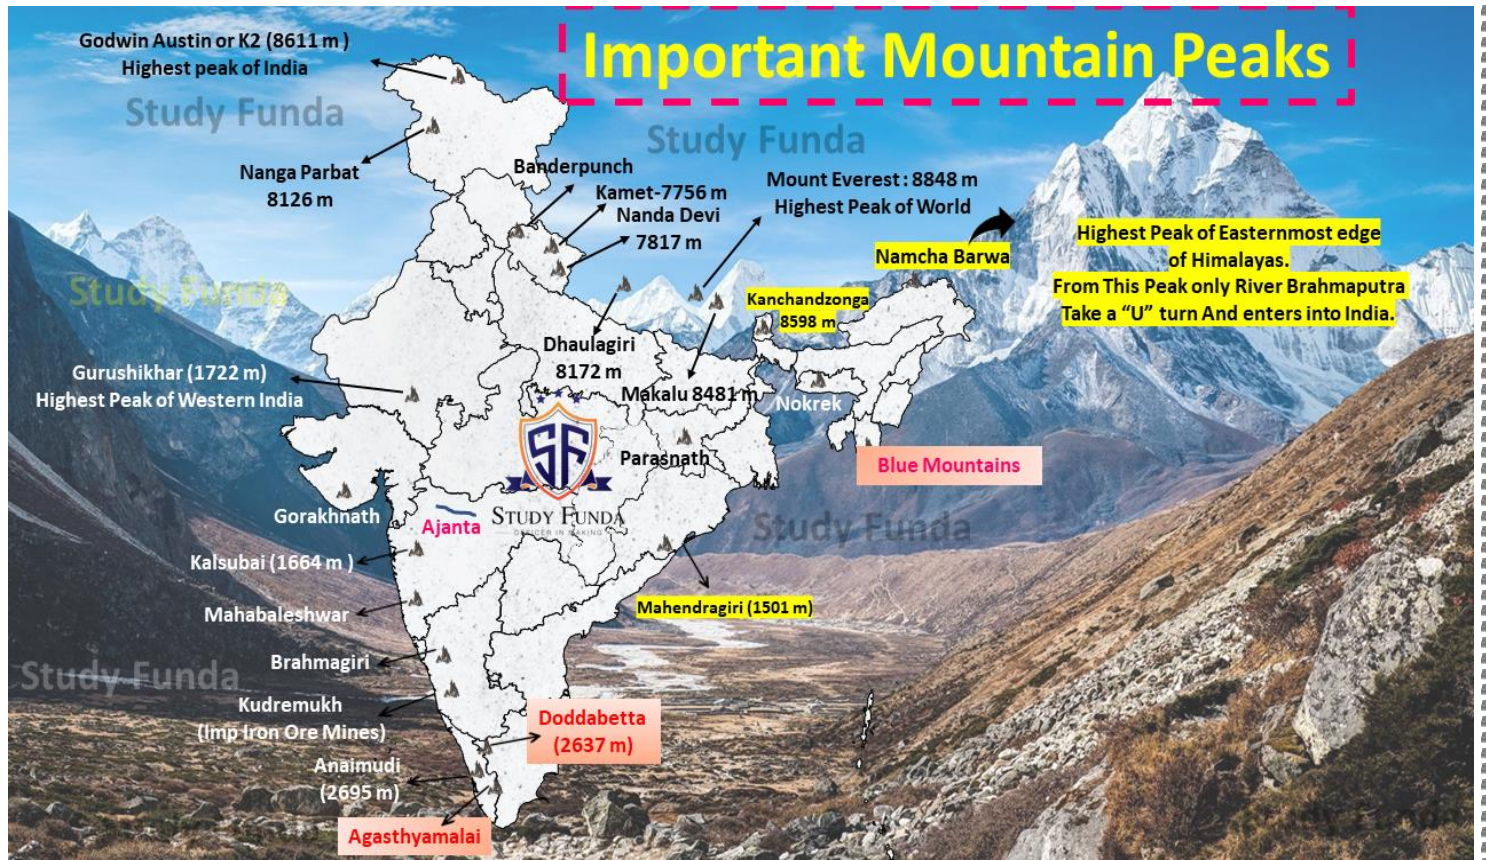 Important Mountain Peaks
Godwin Austin or K2 (8611 m )
Highest peak of India
Study Funda
Study Funda
Nanga Parbat
8126 m
Banderpunch
Kamet-7756 m
Nanda Devi
7817 m
Mount Everest : 8848 m
Highest Peak of World
Namcha Barwa
Highest Peak of Easternmost edge
of Himalayas.
From This Peak only River Brahmaputra
Take a “U” turn And enters into India.
Study Funda
Kanchandzonga
8598 m
Dhaulagiri
8172 m
Gurushikhar (1722 m)
Highest Peak of Western India
Makalu 8481 m
Nokrek
SF
Parasnath
Blue Mountains
Gorakhnath
Ajanta
STUDY FUNDA
OFFICER IN MAKING
Study Funda
Kalsubai (1664 m )
Mahabaleshwar
Mahendragiri (1501 m)
Brahmagiri
Study Funda
Kudremukh
(Imp Iron Ore Mines)
Doddabetta
(2637 m)
Anaimudi
(2695 m)
Agasthyamalai
Study Funda